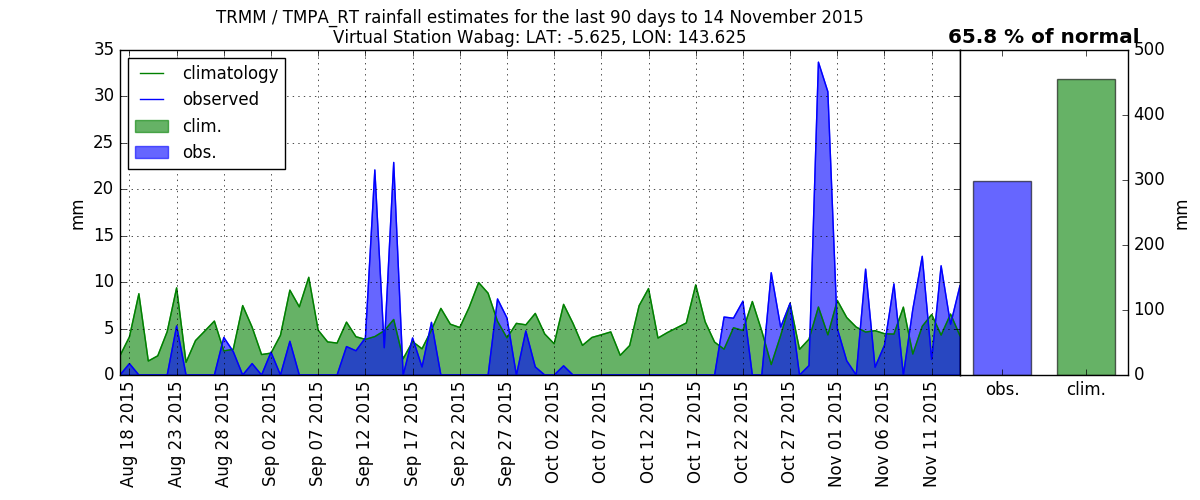 TRMM / TMPA_RT rainfall estimates for the last 90 days to 14 November 2015
Virtual Station Wabag: LAT: -5.625, LON: 143.625
65.8 % of normal
climatology
observed
clim.
obs.
mm
35
30
25
20
15
10
5
0
Aug 18 2015
Aug 23 2015
Aug 28 2015
Sep 02 2015
Sep 07 2015
Sep 12 2015
Sep 17 2015
Sep 22 2015
Sep 27 2015
Oct 02 2015
Oct 07 2015
Oct 12 2015
Oct 17 2015
Oct 22 2015
Oct 27 2015
Nov 01 2015
Nov 06 2015
Nov 11 2015
obs.
clim.
500
400
300
200
100
0
mm